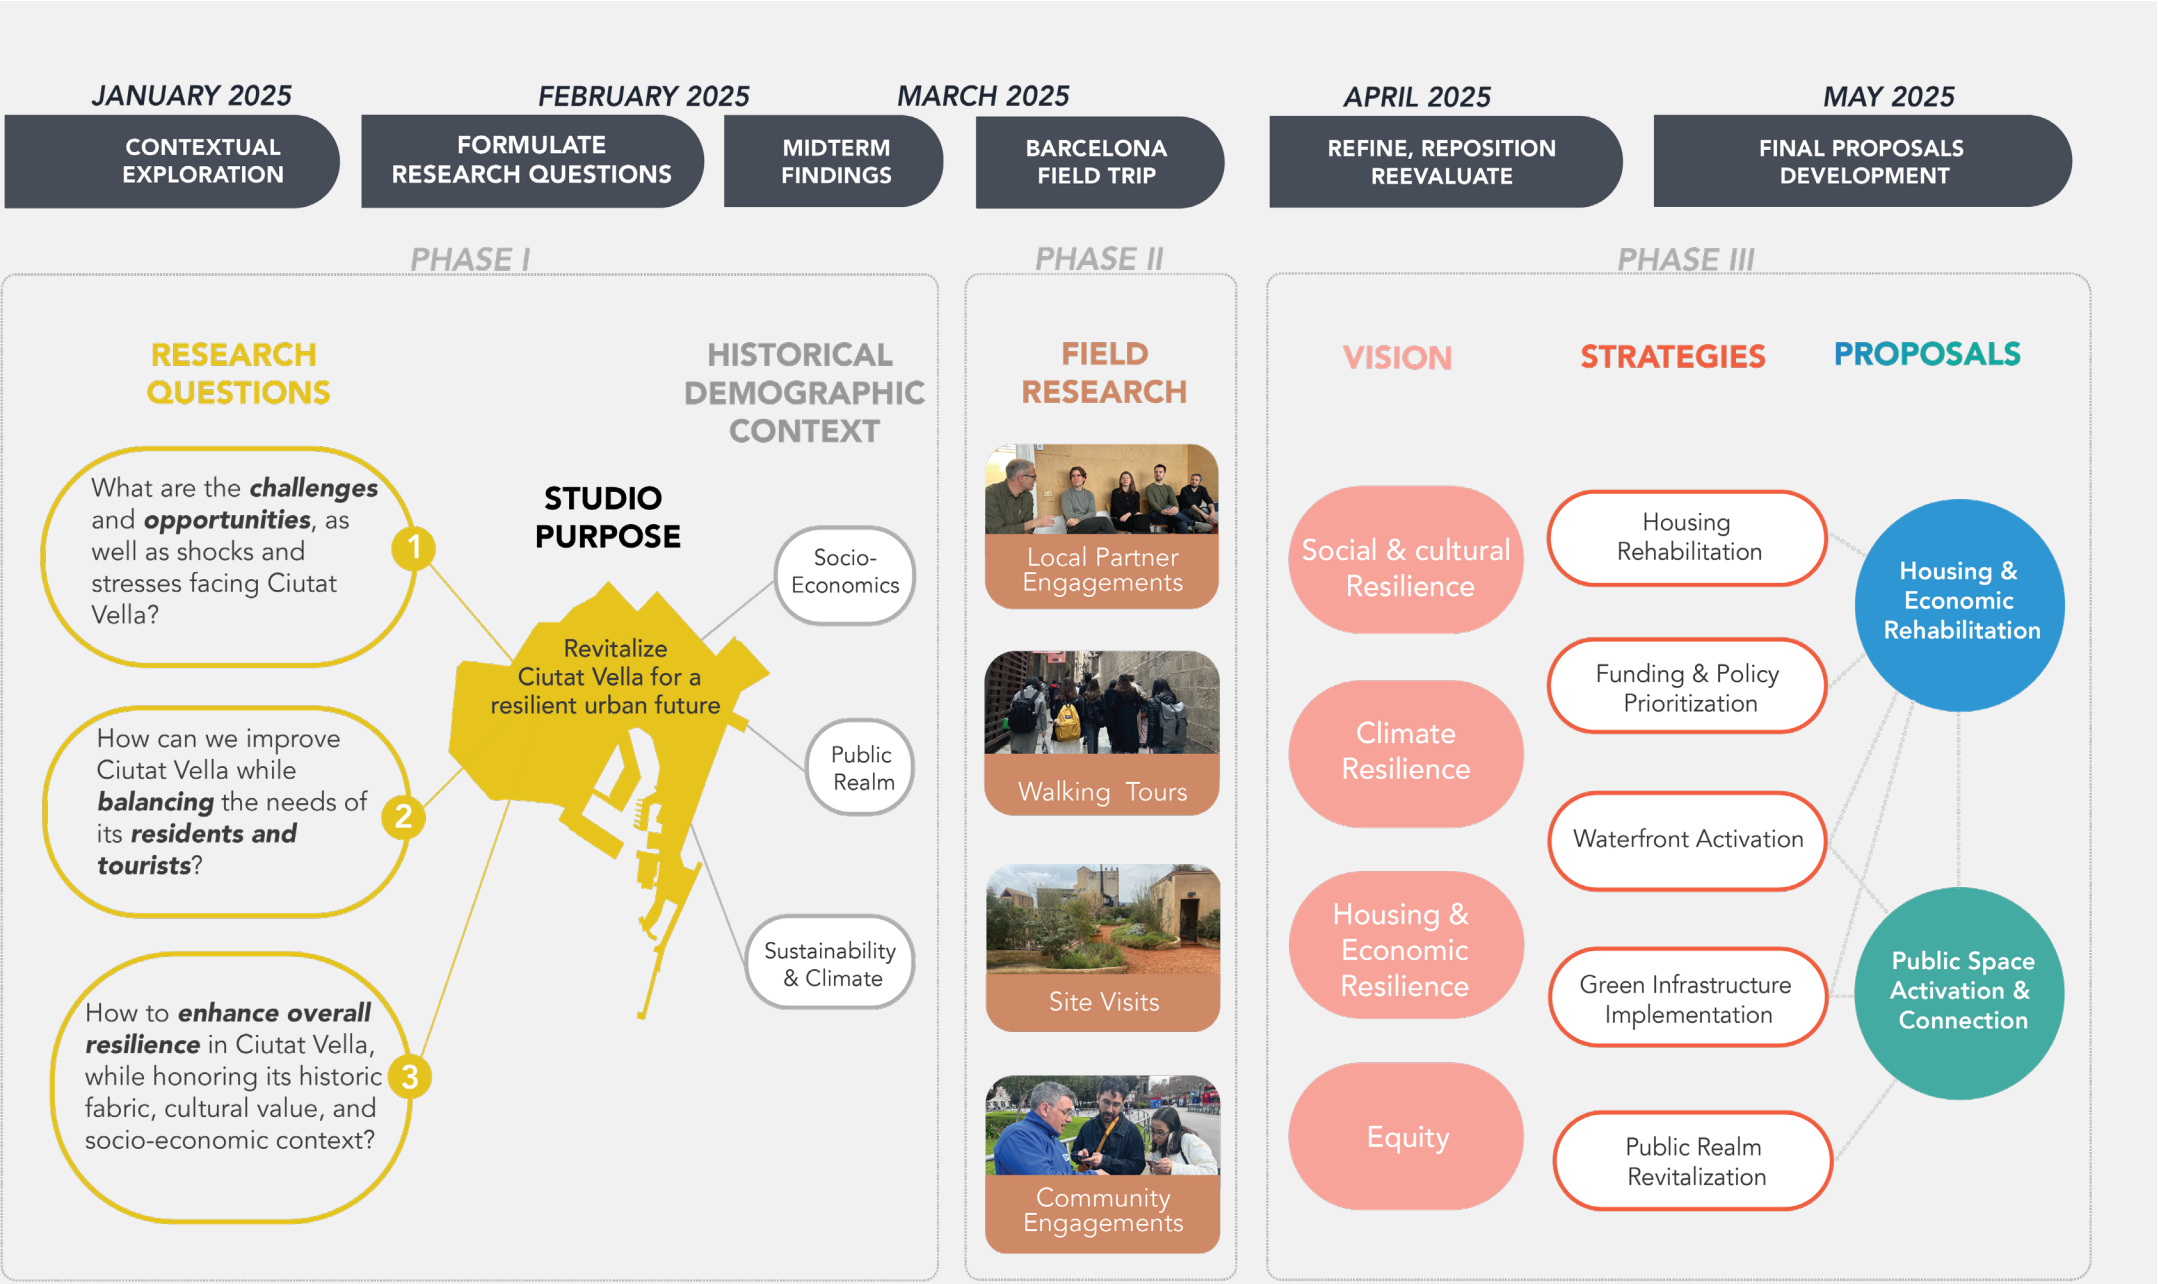 JANUARY 2025
FEBRUARY 2025
MARCH 2025
APRIL 2025
MAY 2025
CONTEXTUAL
EXPLORATION
FORMULATE
RESEARCH QUESTIONS
MIDTERM
FINDINGS
BARCELONA
FIELD TRIP
REFINE, REPOSITION
REEVALUATE
FINAL PROPOSALS
DEVELOPMENT
PHASE I
RESEARCH
QUESTIONS
What are the challenges
and opportunities, as
well as shocks and
stresses facing Ciutat
Vella?
1
How can we improve
Ciutat Vella while
balancing the needs of
its residents and
tourists?
2
How to enhance overall
resilience in Ciutat Vella,
while honoring its historic
fabric, cultural value, and
socio-economic context?
3
STUDIO
PURPOSE
Revitalize
Ciutat Vella for a
resilient urban future
HISTORICAL
DEMOGRAPHIC
CONTEXT
Socio-
Economics
Public
Realm
Sustainability
& Climate
PHASE II
FIELD
RESEARCH
Local Partner
Engagements
Walking Tours
Site Visits
Community
Engagements
PHASE III
VISION
Social & cultural
Resilience
Climate
Resilience
Housing &
Economic
Resilience
Equity
STRATEGIES
Housing
Rehabilitation
Funding & Policy
Prioritization
Waterfront Activation
Green Infrastructure
Implementation
Public Realm
Revitalization
PROPOSALS
Housing &
Economic
Rehabilitation
Public Space
Activation &
Connection